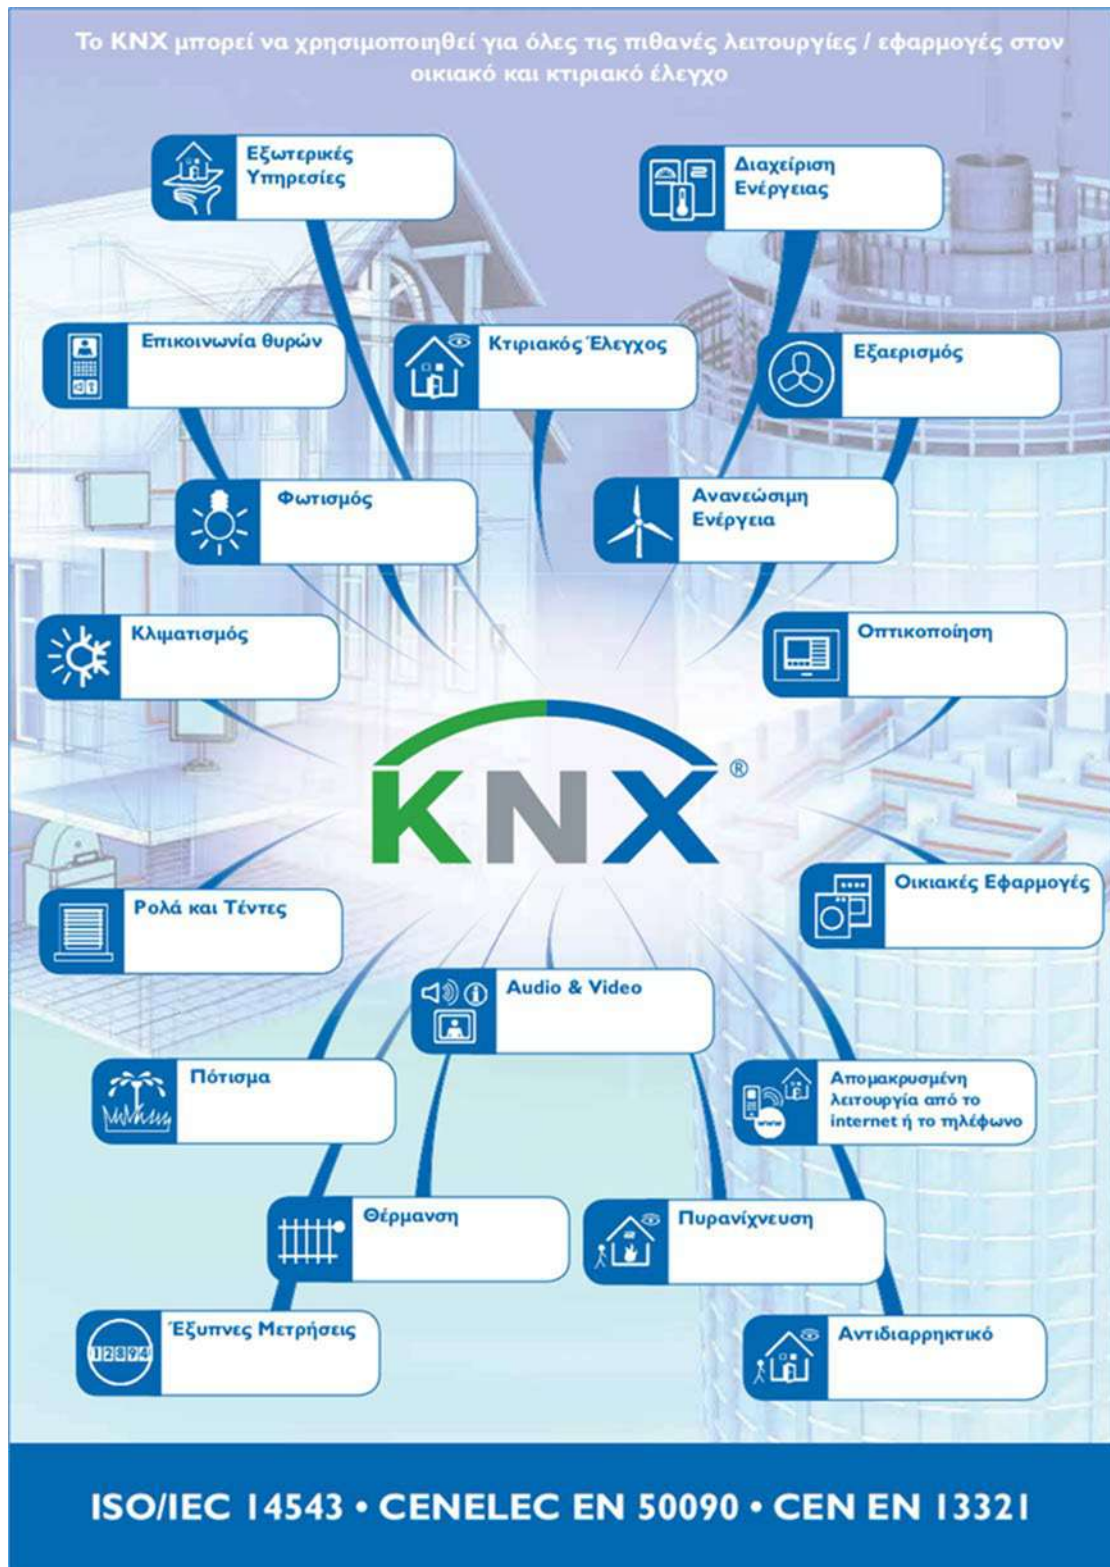 Το KNX μπορεί να χρησιμοποιηθεί για όλες τις πιθανές λειτουργίες / εφαρμογές στον
οικιακό και κτιριακό έλεγχο
Εξωτερικές
Υπηρεσίες
Διαχείριση
Ενέργειας
Επικοινωνία θυρών
Κτιριακός Έλεγχος
Εξαερισμός
Φωτισμός
Ανανεώσιμη
Ενέργεια
Κλιματισμός
Οπτικοποίηση
KNX®
Ρολά και Τέντες
Οικιακές Εφαρμογές
Audio & Video
Πότισμα
Απομακρυσμένη
λειτουργία από το
internet ή το τηλέφωνο
www
Θέρμανση
Πυρανίχνευση
12894
Έξυπνες Μετρήσεις
Αντιδιαρρηκτικό
ISO/IEC 14543 • CENELEC EN 50090 • CEN EN 13321